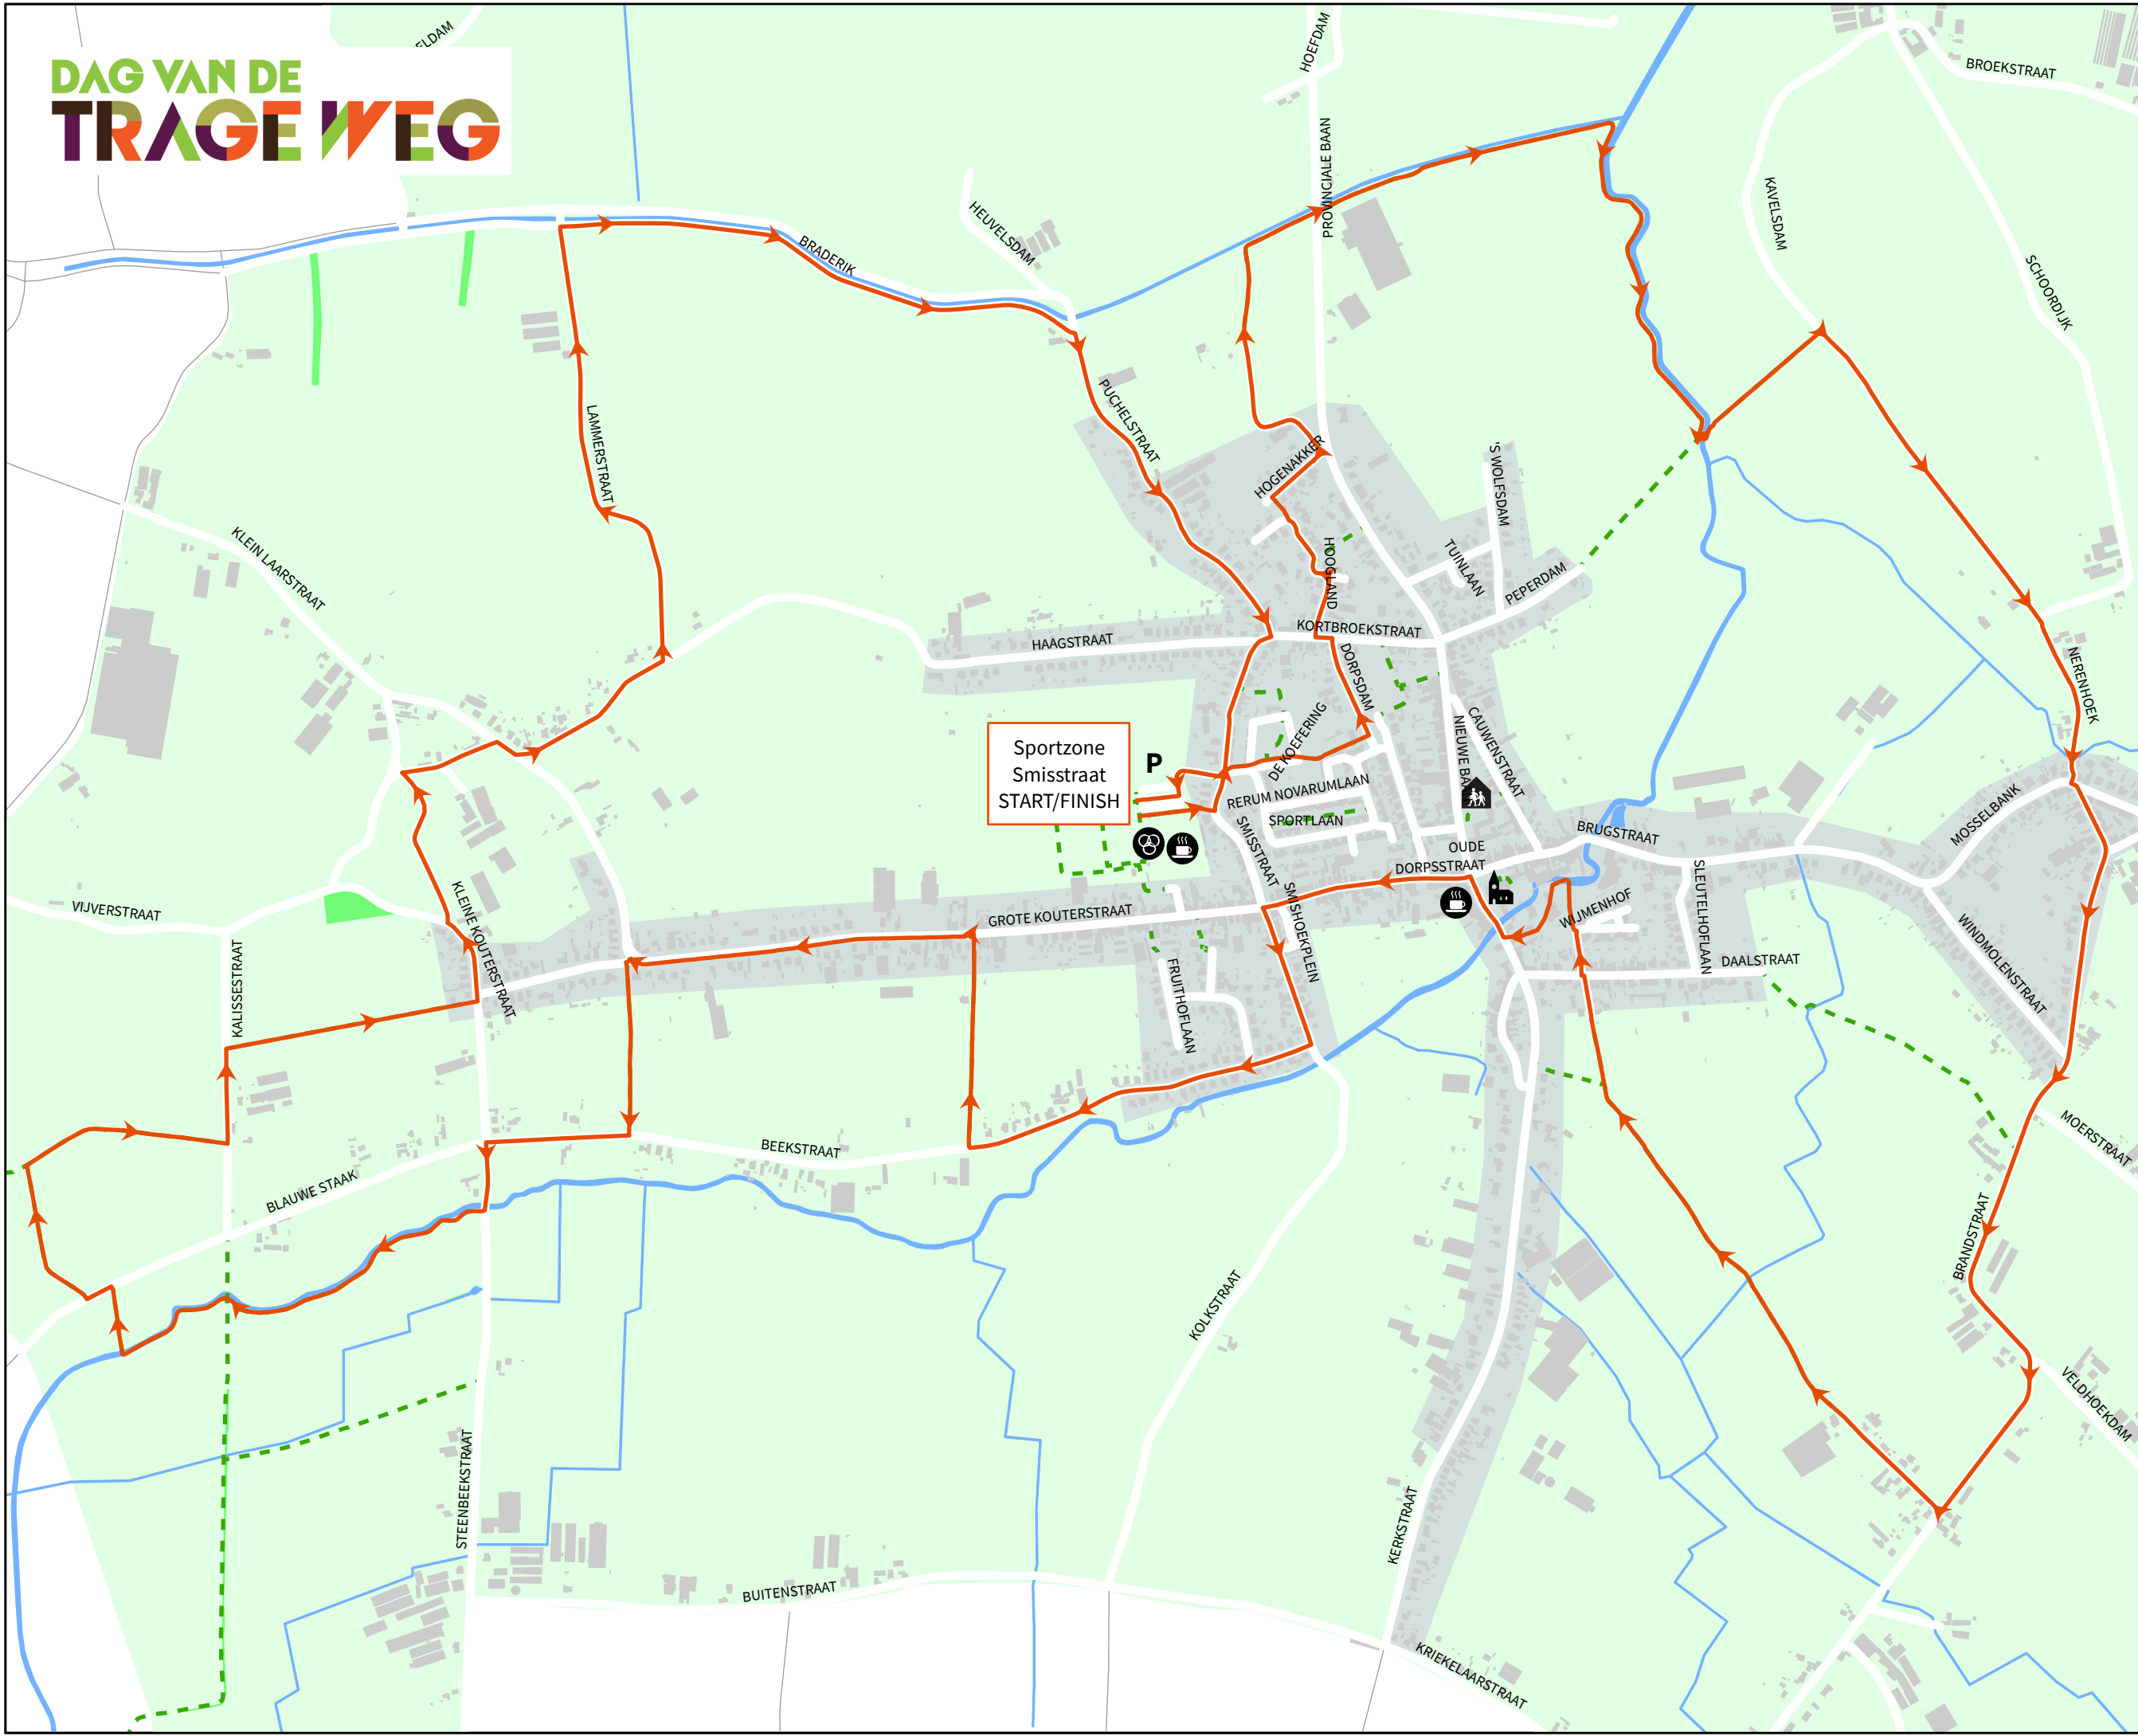 DAG VAN DE
TRAGE WEG
ELDAM
HOEFDAM
BROEKSTRAAT
PROVINCIALE BAAN
KAVELSDAM
HEUVELSDAM
BRADERIK
SCHOORDIJK
PUCHELSTRAAT
LAMMERSTRAAT
HOGENAKKER
'S WOLFSDAM
KLEIN LAARSTRAAT
HOOGLAND
TUINLAAN
PEPERDAM
KORTBROEKSTRAAT
HAAGSTRAAT
DORPSDAM
NERENHOEK
Sportzone
Smisstraat
START/FINISH
P
DE KOEFERING
NIEUWE BAAN
CAUWENSTRAAT
RERUM NOVARUMLAAN
SPORTLAAN
SMISSTRAAT
OUDE
DORPSSTRAAT
BRUGSTRAAT
MOSSELBANK
VIJVERSTRAAT
KLEINE KOUTERSTRAAT
GROTE KOUTERSTRAAT
SMISHOEKPLEIN
WIJMENHOF
SLEUTELHOFLAAN
WINDMOLENSTRAAT
KALISSESTRAAT
FRUITHOFLAAN
DAALSTRAAT
BEEKSTRAAT
MOERSTRAAT
BLAUWE STAAK
BRANDSTRAAT
KOLKSTRAAT
VELDHOEKDAM
STEENBEEKSTRAAT
KERKSTRAAT
BUITENSTRAAT
KRIEKELAARSTRAAT